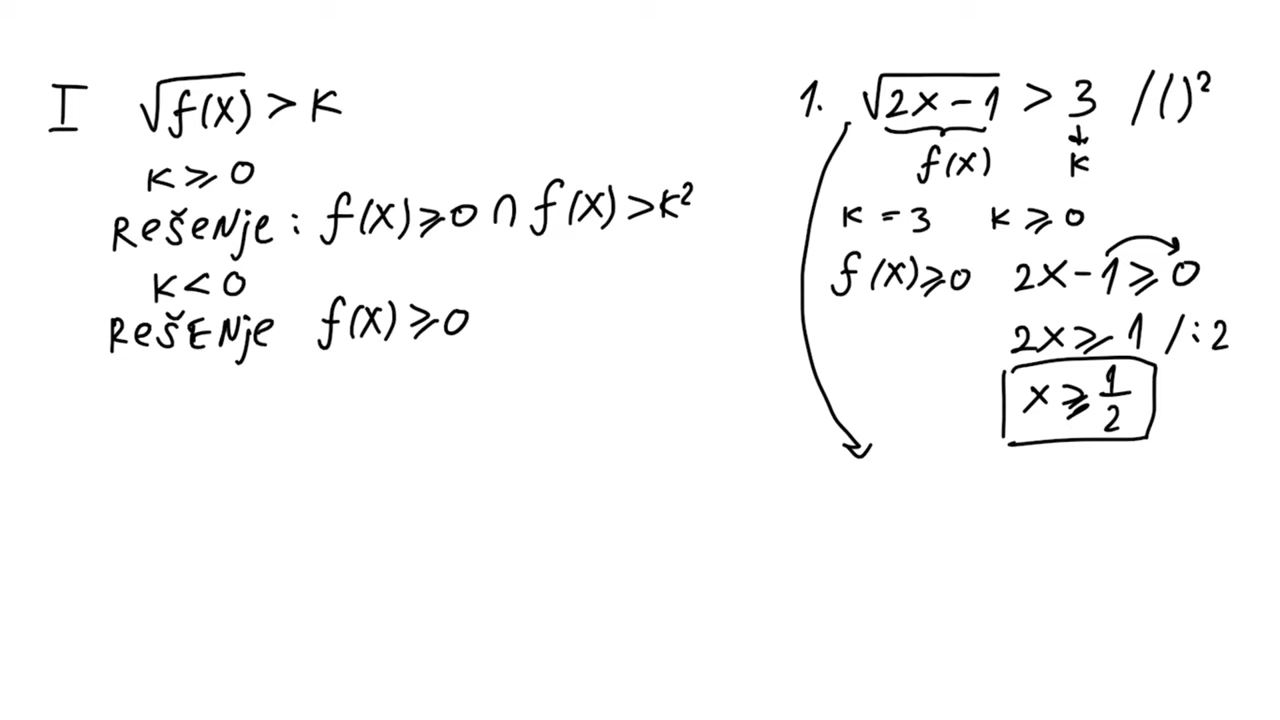 I √f(x) > K
K ⩾ 0
REŠENJE : f(x) ⩾ 0 ∩ f(x) > K²
K < 0
REŠENJE f(x) ⩾ 0
1. √2x − 1 > 3 /()²
f(x) K
K = 3 K ⩾ 0
f(x) ⩾ 0 2x − 1 ⩾ 0
2x ⩾ 1 / : 2
x ⩾ 1/2